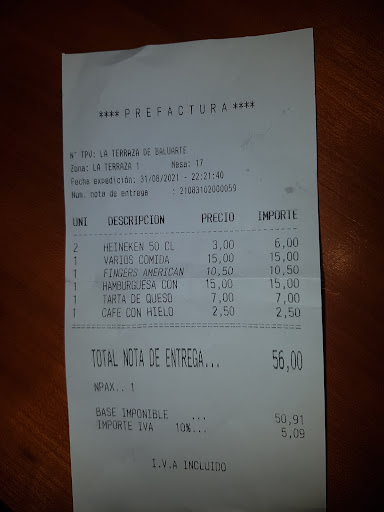 **** P R E F A C T U R A ****
N° TPV: LA TERRAZA DE BALUARTE
Zona: LA TERRAZA 1 Mesa: 17
Fecha expedición: 31/08/2021 - 22:21:40
Num. nota de entrega : 21083102000059
UNI DESCRIPCION PRECIO IMPORTE
2 HEINEKEN 50 CL 3,00 6,00
1 VARIOS COMIDA 15,00 15,00
1 FINGERS AMERICAN 10,50 10,50
1 HAMBURGUESA CON 15,00 15,00
1 TARTA DE QUESO 7,00 7,00
1 CAFE CON HIELO 2,50 2,50
TOTAL NOTA DE ENTREGA... 56,00
NPAX.. 1
BASE IMPONIBLE ... 50,91
IMPORTE IVA 10%... 5,09
I.V.A INCLUIDO